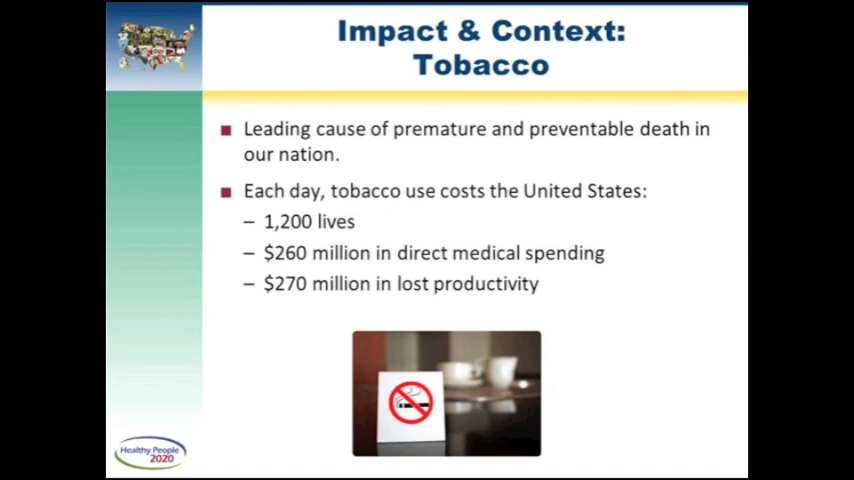 Impact & Context:
Tobacco
■ Leading cause of premature and preventable death in
our nation.
■ Each day, tobacco use costs the United States:
– 1,200 lives
– $260 million in direct medical spending
– $270 million in lost productivity
Healthy People
2020